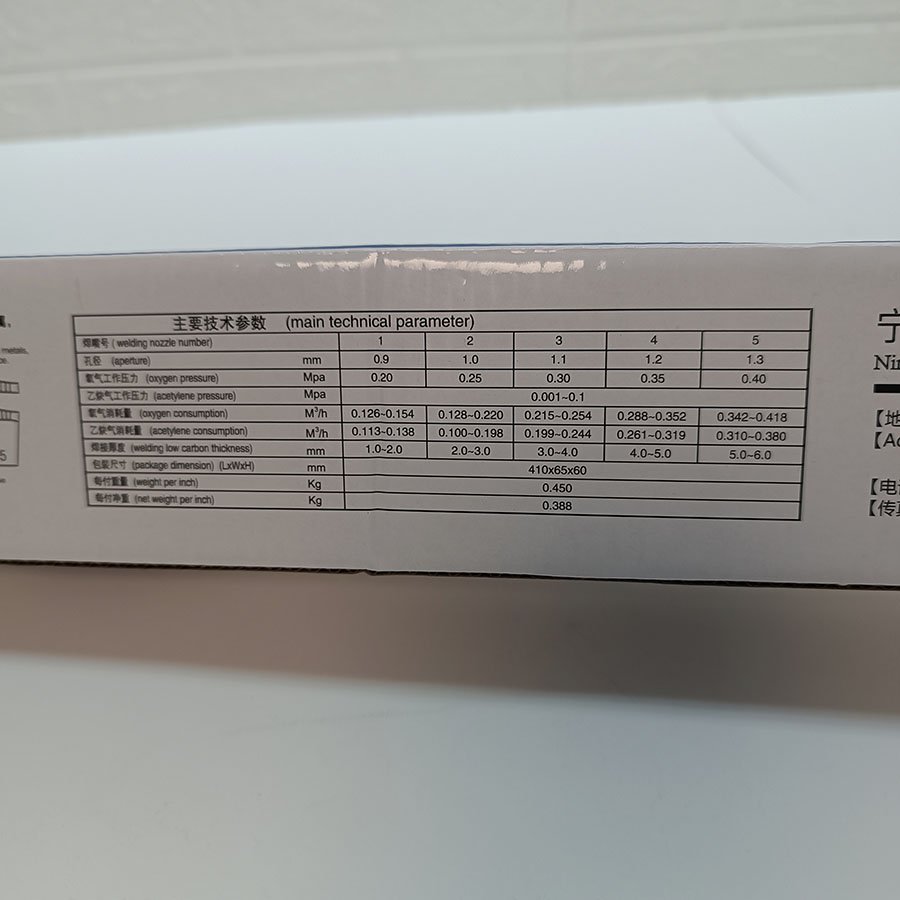 metals,
5
主要技术参数 (main technical parameter)
焊嘴号 ( welding nozzle number) 1 2 3 4 5
孔径 (aperture) mm 0.9 1.0 1.1 1.2 1.3
氧气工作压力 (oxygen pressure) Mpa 0.20 0.25 0.30 0.35 0.40
乙炔气工作压力 (acetylene pressure) Mpa 0.001~0.1
氧气消耗量 (oxygen consumption) M³/h 0.126~0.154 0.128~0.220 0.215~0.254 0.288~0.352 0.342~0.418
乙炔气消耗量 (acetylene consumption) M³/h 0.113~0.138 0.100~0.198 0.199~0.244 0.261~0.319 0.310~0.380
焊接厚度 (welding low carbon thickness) mm 1.0~2.0 2.0~3.0 3.0~4.0 4.0~5.0 5.0~6.0
包装尺寸 (package dimension) (LxWxH) mm 410x65x60
每付重量 (weight per inch) Kg 0.450
每付净重 (net weight per inch) Kg 0.388
宁
Nin
【地
【Ad
【电
【传